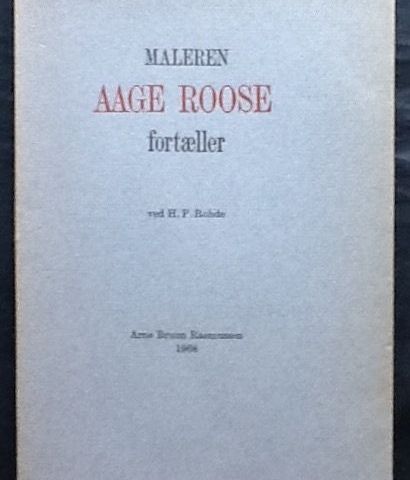 MALEREN
AAGE ROOSE
fortæller
ved H. P. Rohde
Arne Bruun Rasmussen
1968